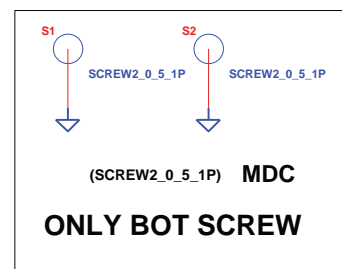 S1 S2
SCREW2_0_5_1P SCREW2_0_5_1P
(SCREW2_0_5_1P) MDC
ONLY BOT SCREW